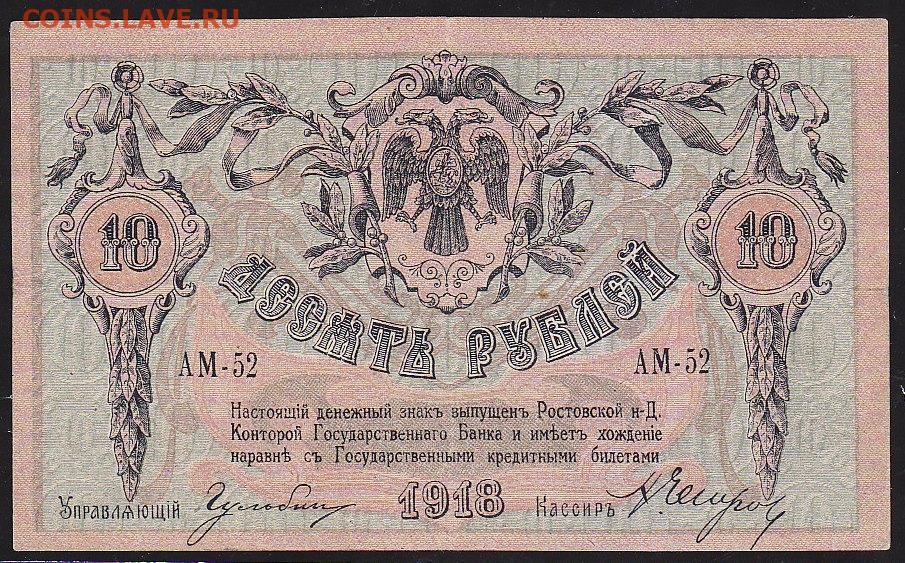 COINS.LAVE.RU
10 10
ДЕСЯТЬ РУБЛЕЙ
АМ-52 АМ-52
Настоящій денежный знакъ выпущенъ Ростовской н-Д.
Конторой Государственнаго Банка и имѣетъ хожденіе
наравнѣ съ Государственными кредитными билетами
Управляющій Гульбин 1918 Кассиръ